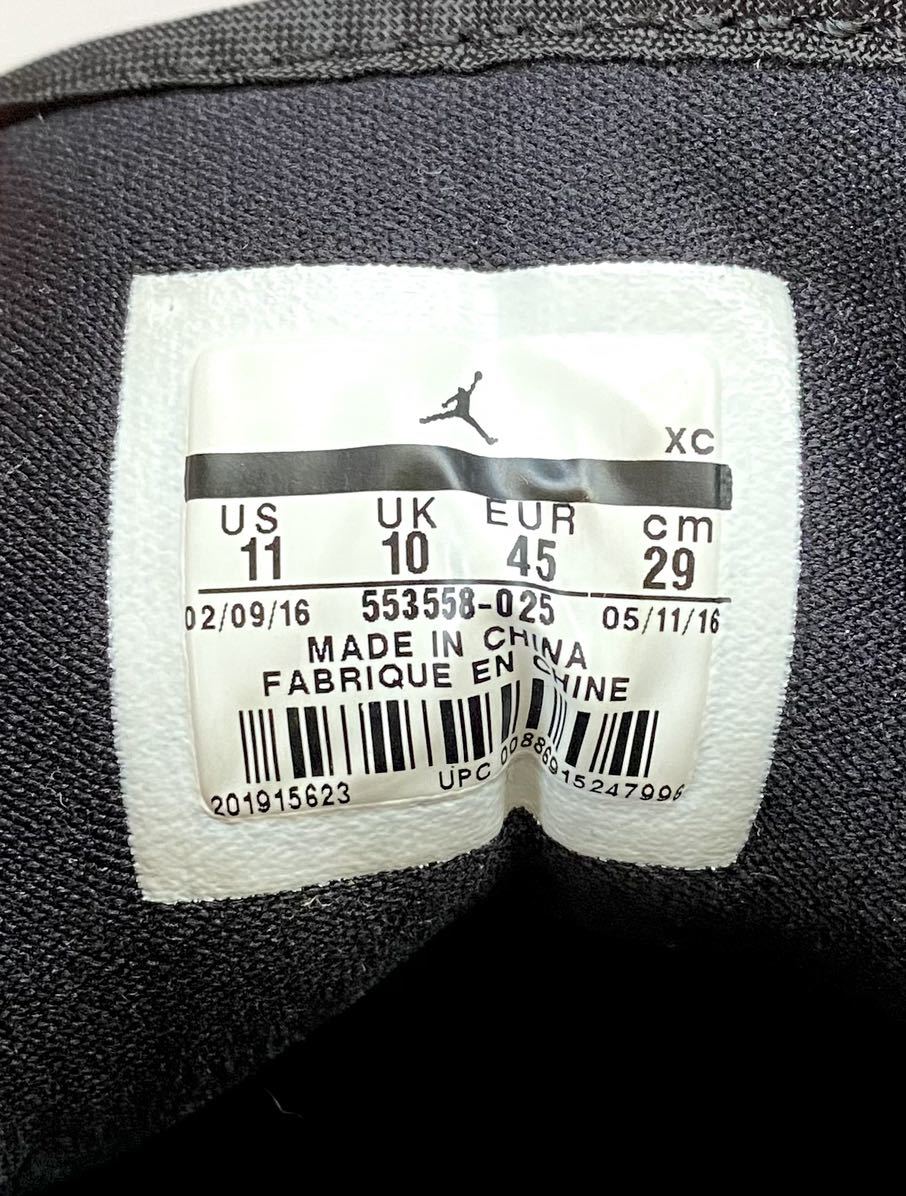 XC
US UK EUR cm
11 10 45 29
02/09/16 553558-025 05/11/16
MADE IN CHINA
FABRIQUE EN CHINE
201915623 UPC 00886915247996